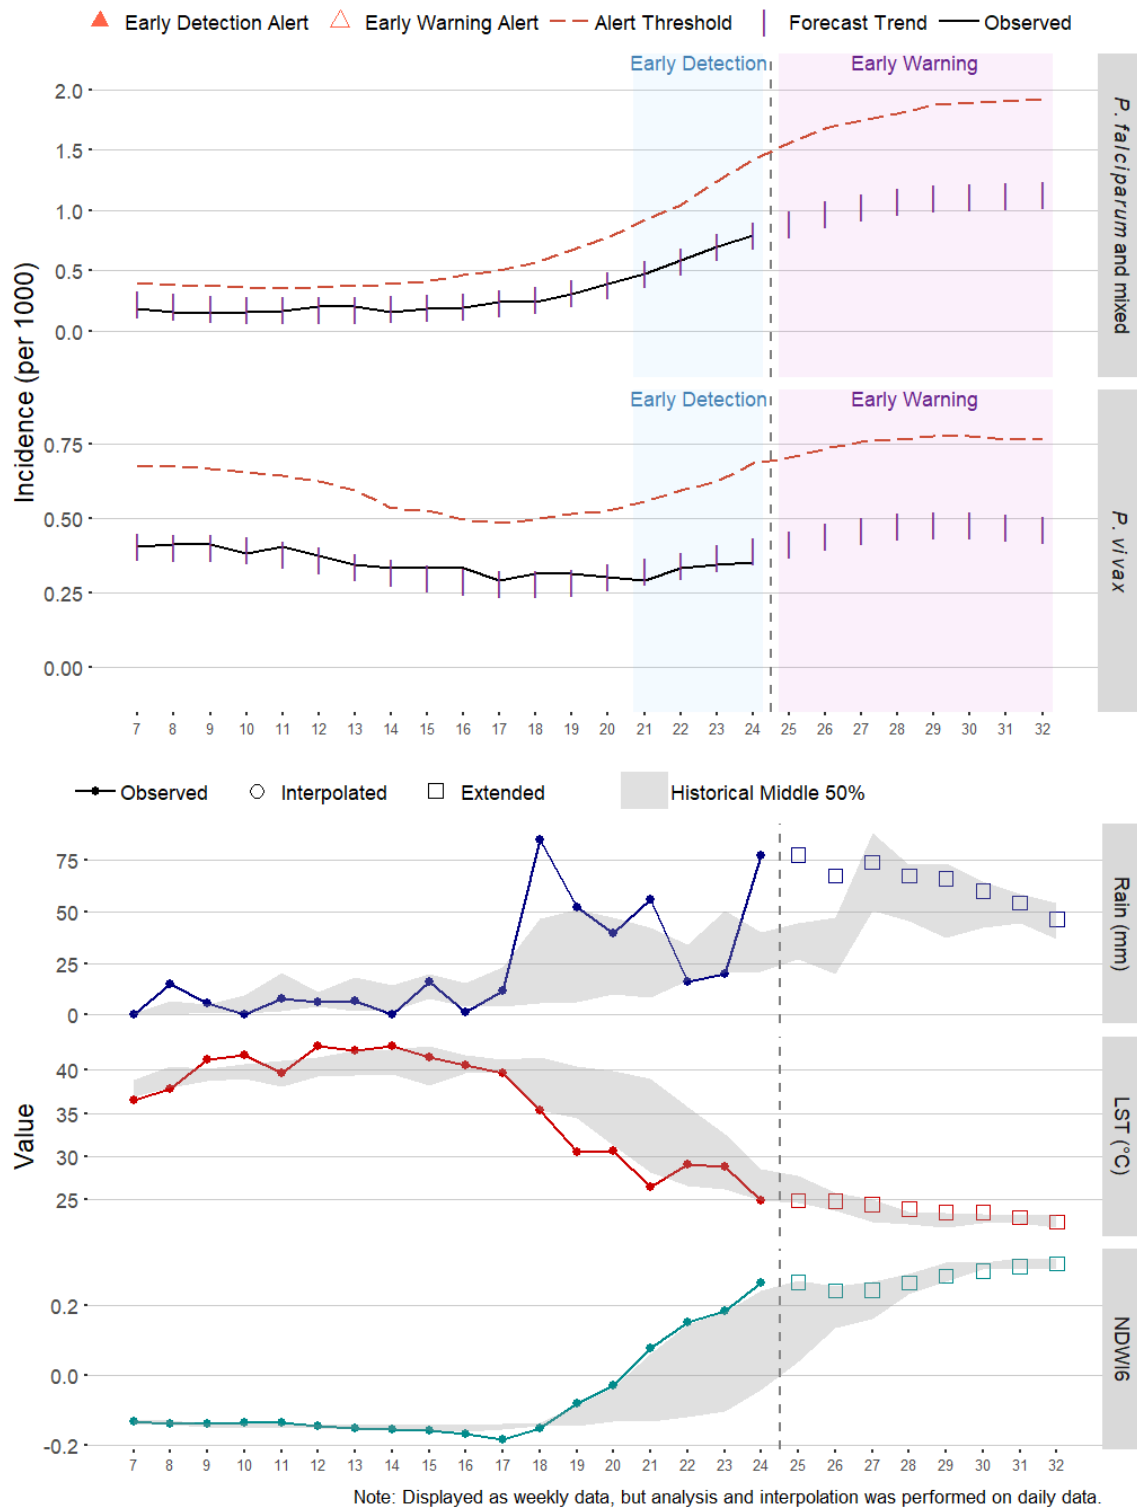 Early Detection Alert Early Warning Alert Alert Threshold Forecast Trend Observed
Incidence (per 1000)
Early Detection Early Warning
2.0
1.5
1.0
0.5
0.0
P. falciparum and mixed
Early Detection Early Warning
0.75
0.50
0.25
0.00
P. vivax
7 8 9 10 11 12 13 14 15 16 17 18 19 20 21 22 23 24 25 26 27 28 29 30 31 32
Observed Interpolated Extended Historical Middle 50%
Value
75
50
25
0
Rain (mm)
40
35
30
25
LST (°C)
0.2
0.0
-0.2
NDWI6
7 8 9 10 11 12 13 14 15 16 17 18 19 20 21 22 23 24 25 26 27 28 29 30 31 32
Note: Displayed as weekly data, but analysis and interpolation was performed on daily data.